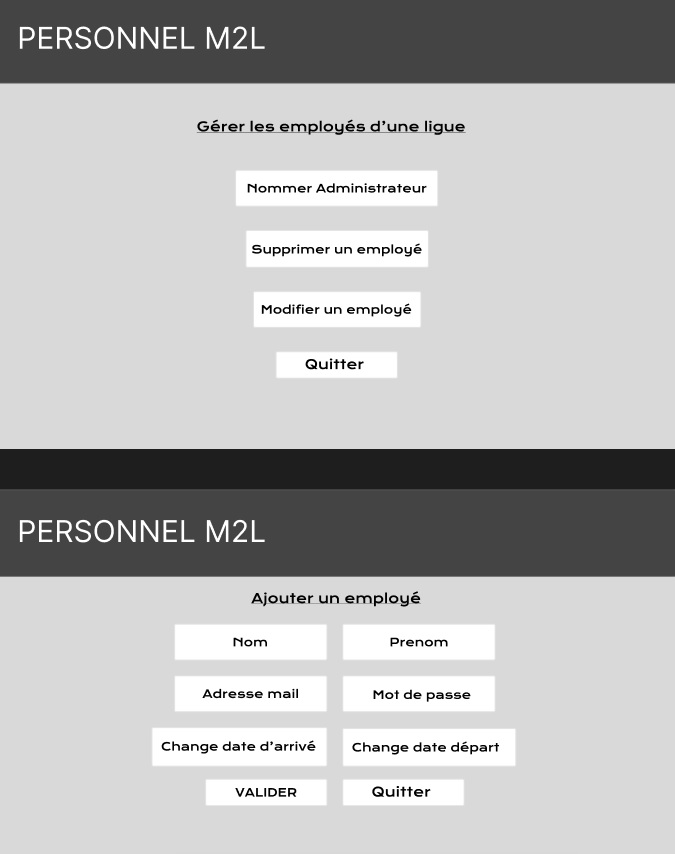 PERSONNEL M2L
Gérer les employés d’une ligue
Nommer Administrateur
Supprimer un employé
Modifier un employé
Quitter
PERSONNEL M2L
Ajouter un employé
Nom
Prenom
Adresse mail
Mot de passe
Change date d’arrivé
Change date départ
VALIDER
Quitter